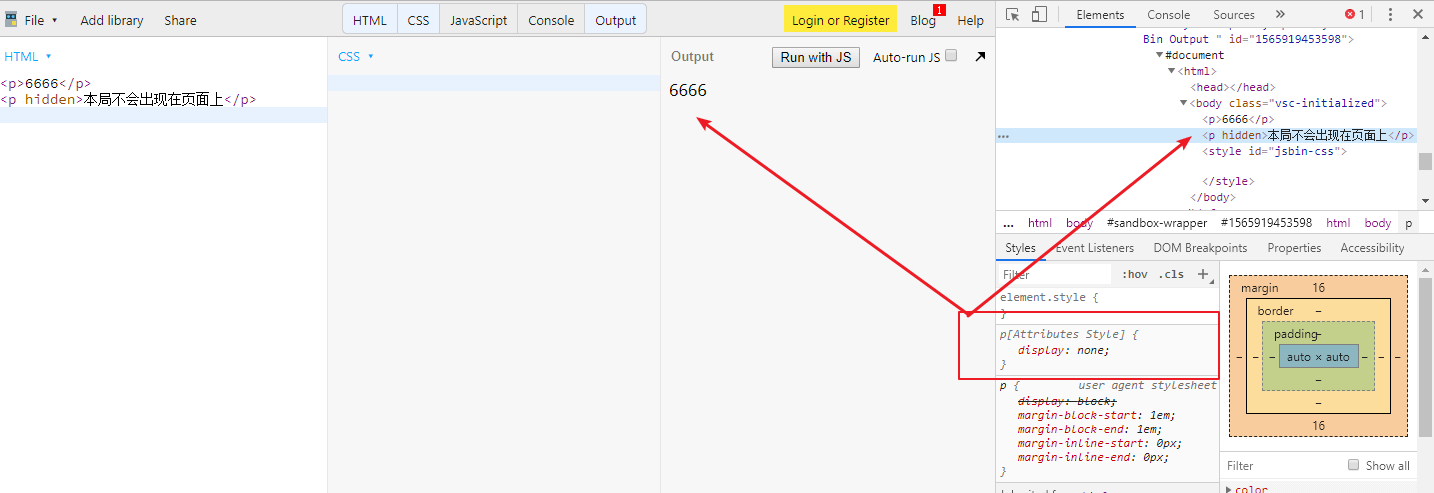 File ▾ Add library Share HTML CSS JavaScript Console Output Login or Register Blog 1 Help
HTML ▾
<p>6666</p>
<p hidden>本局不会出现在页面上</p>
CSS ▾
Output Run with JS Auto-run JS
6666
Elements Console Sources » 1
Bin Output " id="1565919453598">
▼#document
▼<html>
<head></head>
▼<body class="vsc-initialized">
<p>6666</p>
… <p hidden>本局不会出现在页面上</p>
<style id="jsbin-css">
</style>
</body>
... html body #sandbox-wrapper #1565919453598 html body p
Styles Event Listeners DOM Breakpoints Properties Accessibility
Filter :hov .cls +
element.style {
}
p[Attributes Style] {
display: none;
}
p { user agent stylesheet
display: block;
margin-block-start: 1em;
margin-block-end: 1em;
margin-inline-start: 0px;
margin-inline-end: 0px;
}
margin 16
border –
padding –
– – – auto × auto – – –
–
–
16
Filter Show all
▶ color